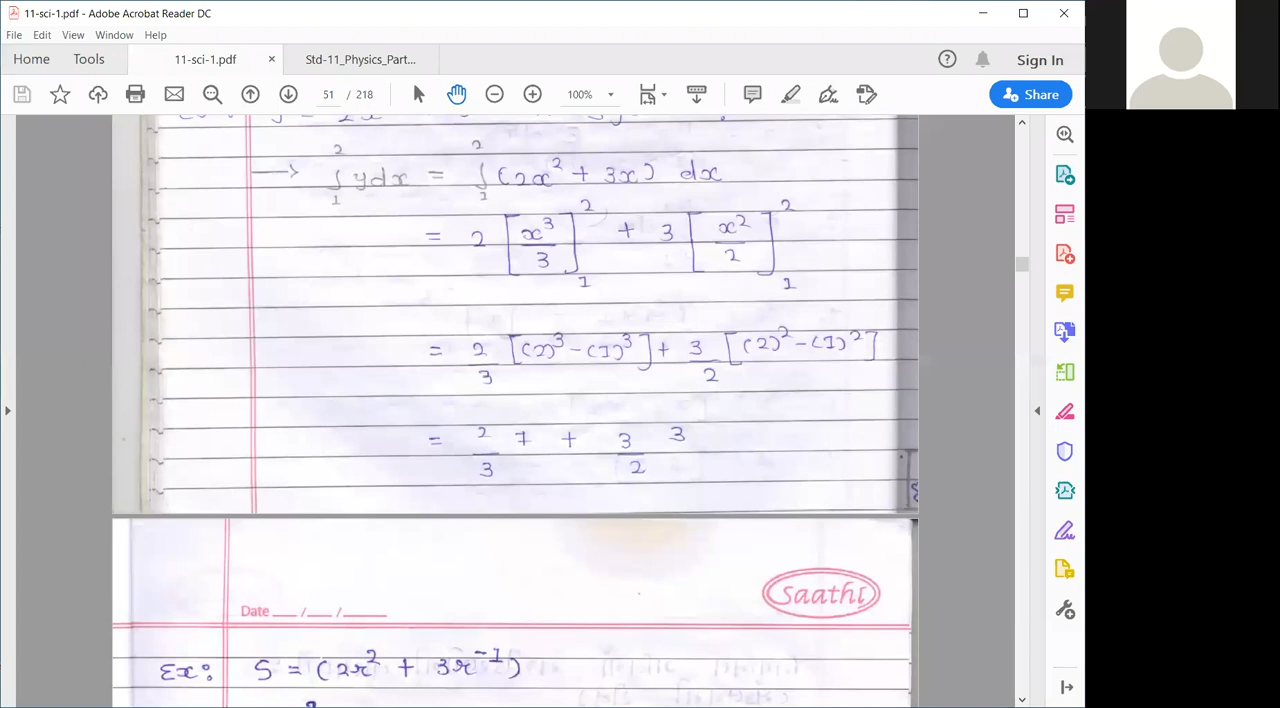 11-sci-1.pdf - Adobe Acrobat Reader DC
File Edit View Window Help
Home Tools 11-sci-1.pdf × Std-11_Physics_Part...
Sign In
51 / 218 100% Share
→ ∫₁² y dx = ∫₁² (2x² + 3x) dx
= 2 [x³/3]₁² + 3 [x²/2]₁²
= 2/3 [(2)³ - (1)³] + 3/2 [(2)² - (1)²]
= 2/3 7 + 3/2 3
Saathi
Date __/__/____
Ex: S = (2r² + 3r⁻¹)